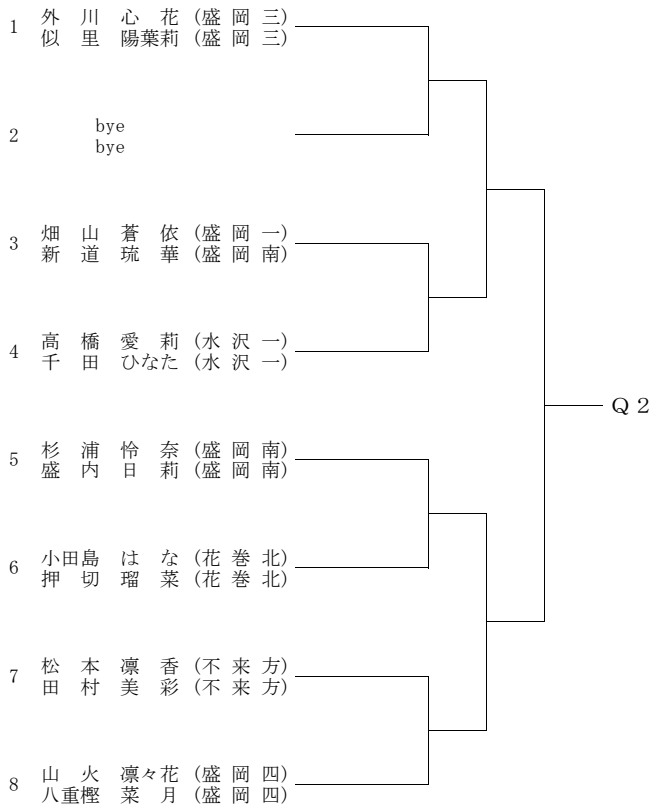 1 外 川 心 花 (盛 岡 三)
似 里 陽葉莉 (盛 岡 三)
2 bye
bye
3 畑 山 蒼 依 (盛 岡 一)
新 道 琉 華 (盛 岡 南)
4 高 橋 愛 莉 (水 沢 一)
千 田 ひなた (水 沢 一)
Q 2
5 杉 浦 怜 奈 (盛 岡 南)
盛 内 日 莉 (盛 岡 南)
6 小田島 は な (花 巻 北)
押 切 瑠 菜 (花 巻 北)
7 松 本 凛 香 (不 来 方)
田 村 美 彩 (不 来 方)
8 山 火 凛々花 (盛 岡 四)
八重樫 菜 月 (盛 岡 四)